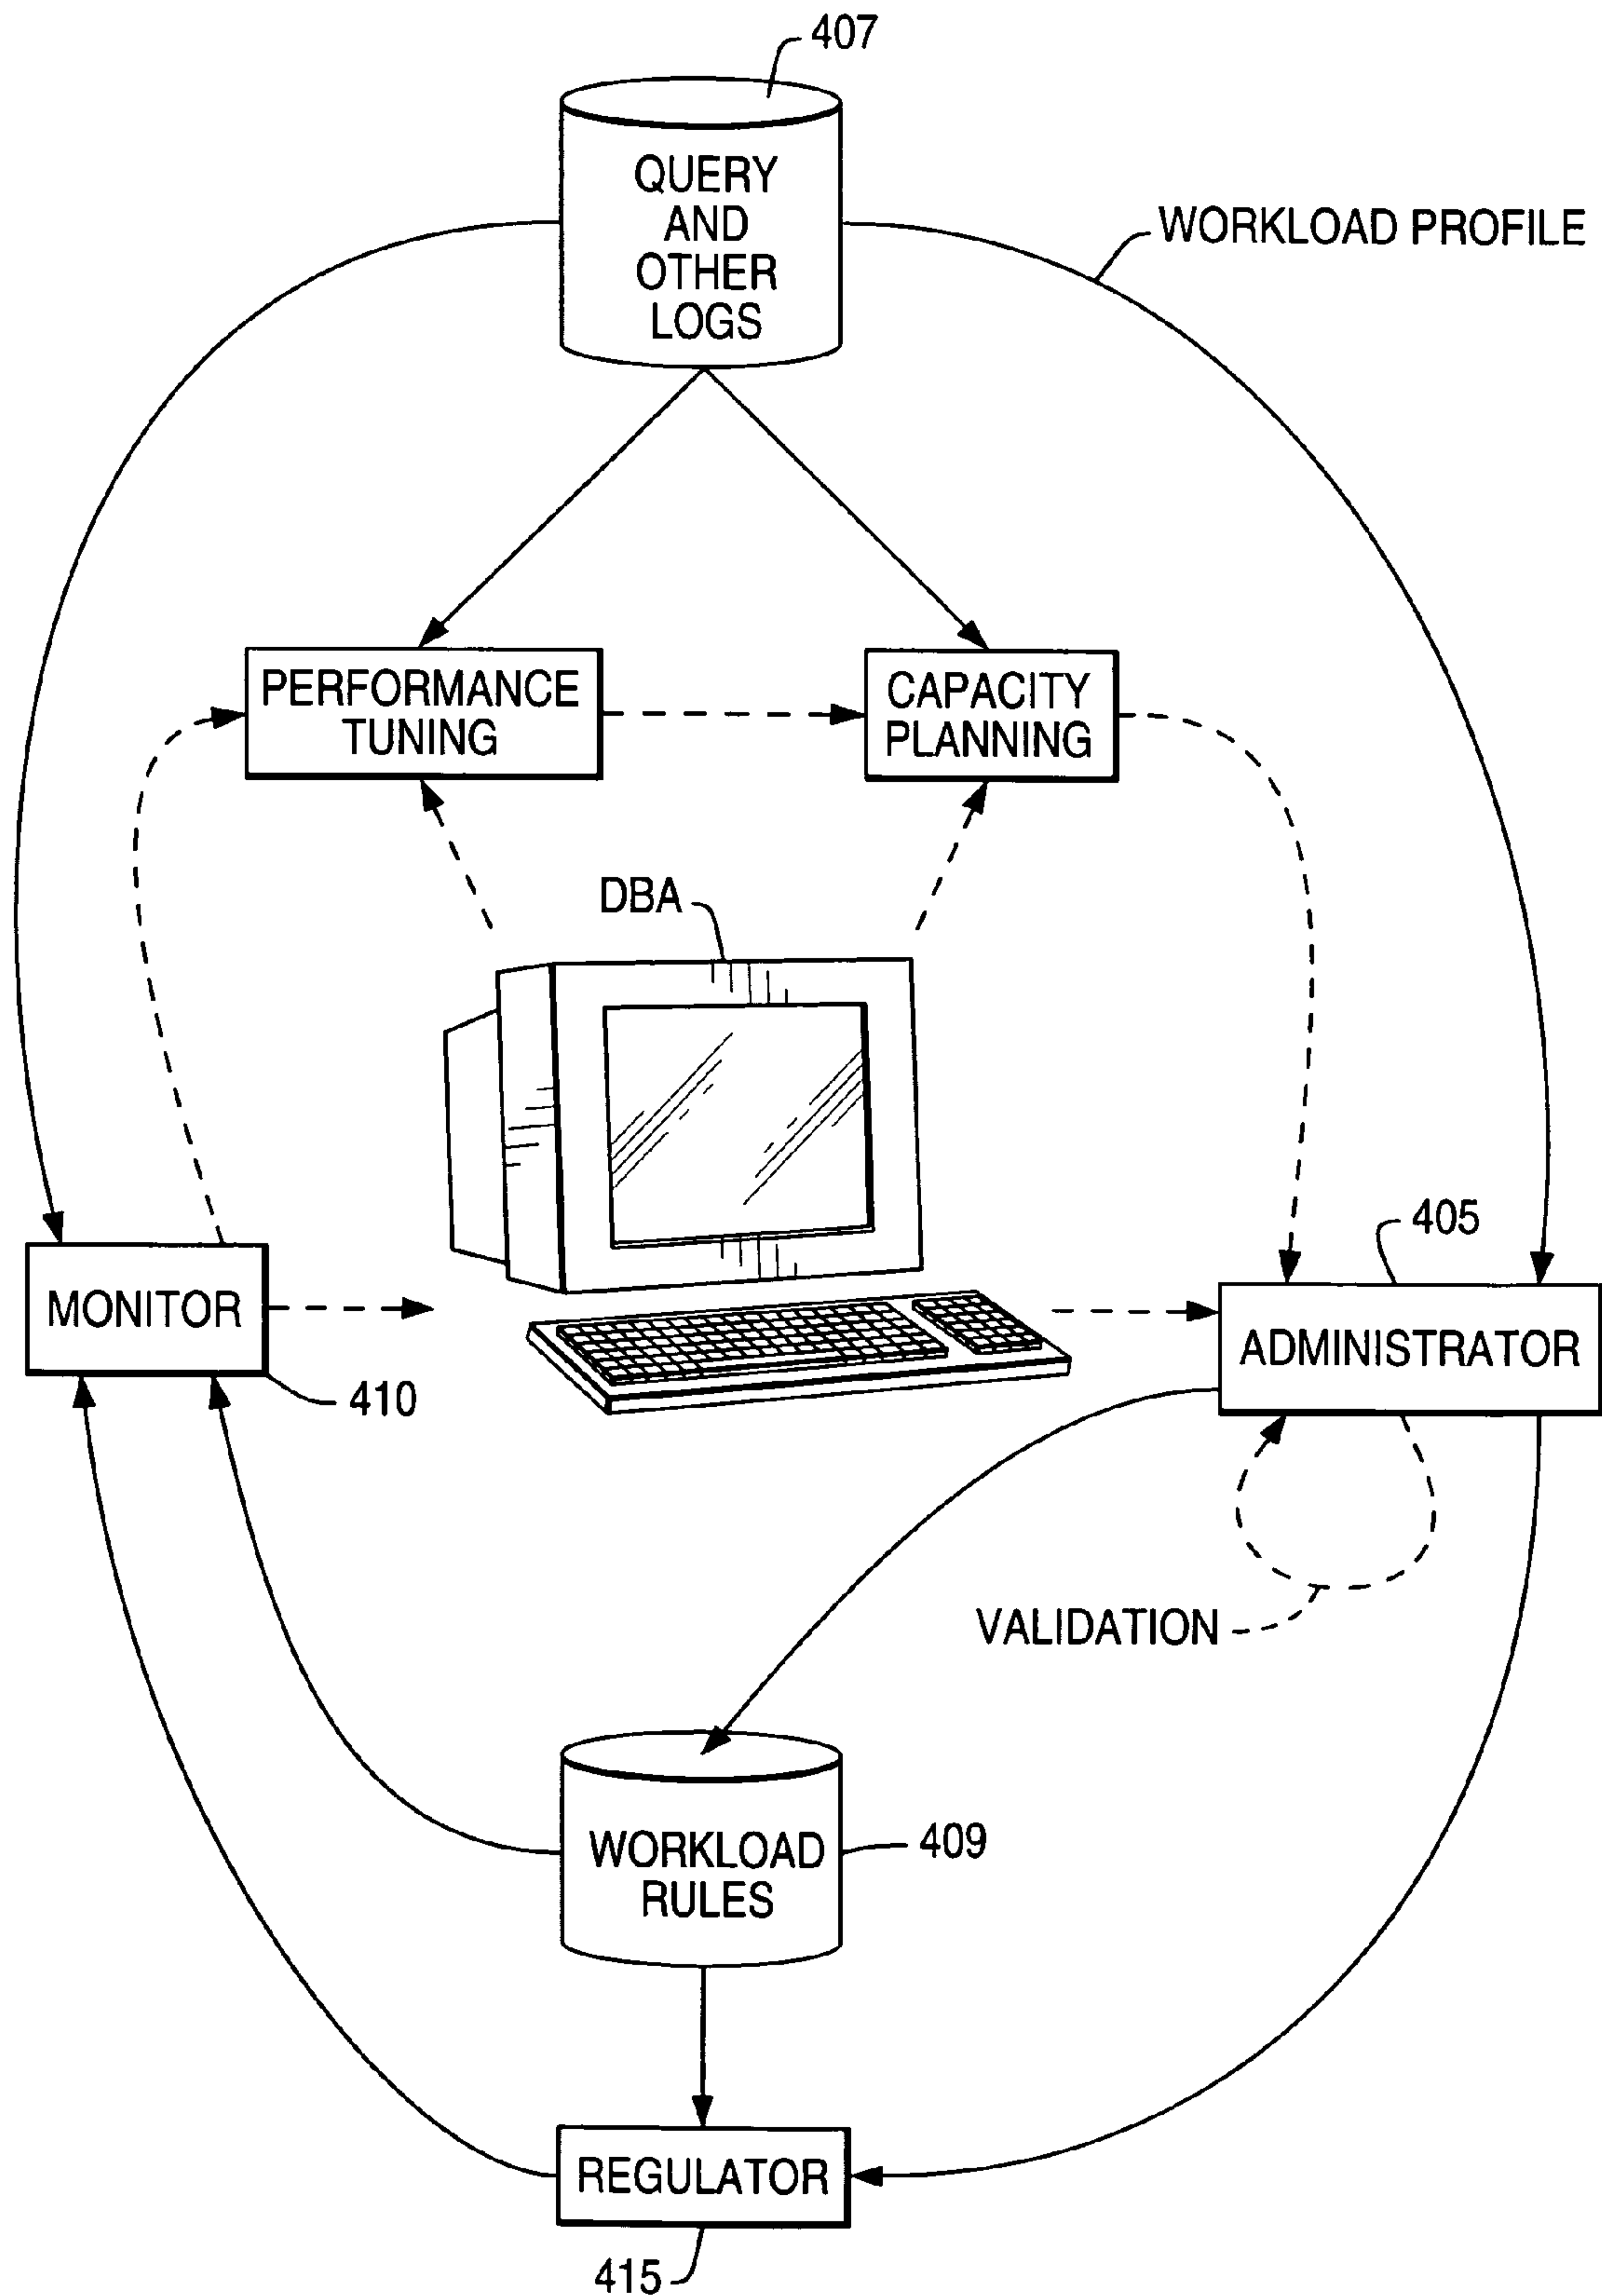 407
QUERY
AND
OTHER
LOGS
WORKLOAD PROFILE
PERFORMANCE
TUNING
CAPACITY
PLANNING
DBA
405
MONITOR
ADMINISTRATOR
410
VALIDATION
WORKLOAD
RULES
409
REGULATOR
415